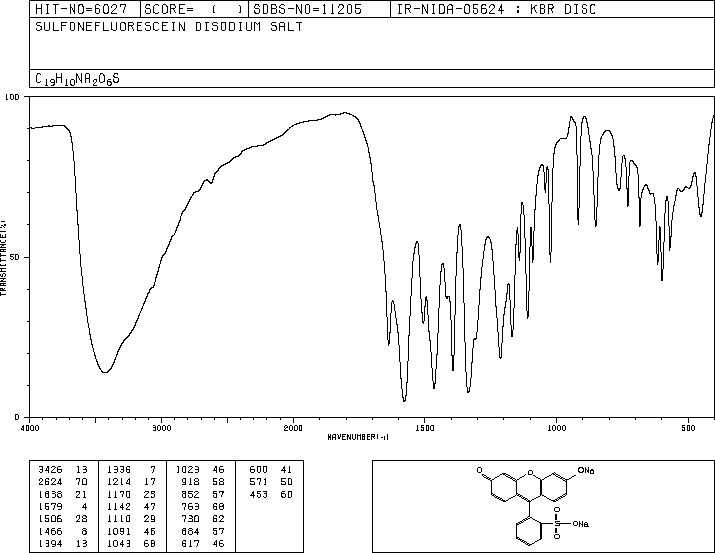 HIT-NO=6027 SCORE= ( ) SDBS-NO=11205 IR-NIDA-05624 : KBR DISC
SULFONEFLUORESCEIN DISODIUM SALT
C19H10NA2O6S
100
50
0
TRANSMITTANCE(%)
4000 3000 2000 1500 1000 500
WAVENUMBER(-1)
3426 13 1336 7 1023 46 600 41
2624 70 1214 17 918 58 571 50
1638 21 1170 25 852 57 453 60
1579 4 1142 47 763 68
1506 28 1110 29 730 62
1466 8 1091 46 684 57
1394 13 1043 68 617 46
O O ONa
O
S ONa
O